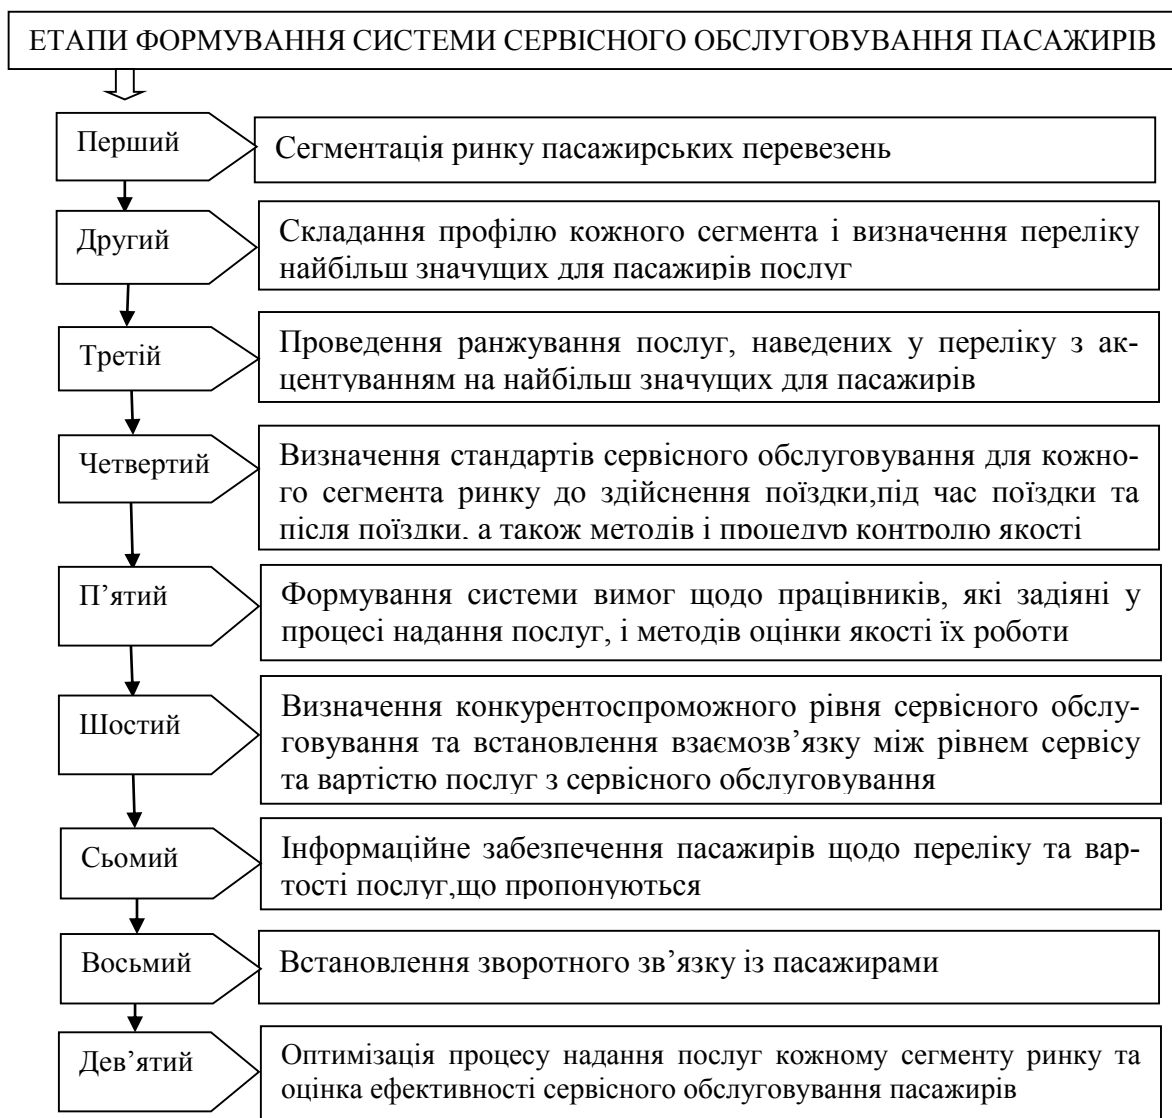 ЕТАПИ ФОРМУВАННЯ СИСТЕМИ СЕРВІСНОГО ОБСЛУГОВУВАННЯ ПАСАЖИРІВ
Перший
Сегментація ринку пасажирських перевезень
Другий
Складання профілю кожного сегмента і визначення переліку
найбільш значущих для пасажирів послуг
Третій
Проведення ранжування послуг, наведених у переліку з ак-
центуванням на найбільш значущих для пасажирів
Четвертий
Визначення стандартів сервісного обслуговування для кожно-
го сегмента ринку до здійснення поїздки,під час поїздки та
після поїздки, а також методів і процедур контролю якості
П’ятий
Формування системи вимог щодо працівників, які задіяні у
процесі надання послуг, і методів оцінки якості їх роботи
Шостий
Визначення конкурентоспроможного рівня сервісного обслу-
говування та встановлення взаємозв’язку між рівнем сервісу
та вартістю послуг з сервісного обслуговування
Сьомий
Інформаційне забезпечення пасажирів щодо переліку та вар-
тості послуг,що пропонуються
Восьмий
Встановлення зворотного зв’язку із пасажирами
Дев’ятий
Оптимізація процесу надання послуг кожному сегменту ринку та
оцінка ефективності сервісного обслуговування пасажирів